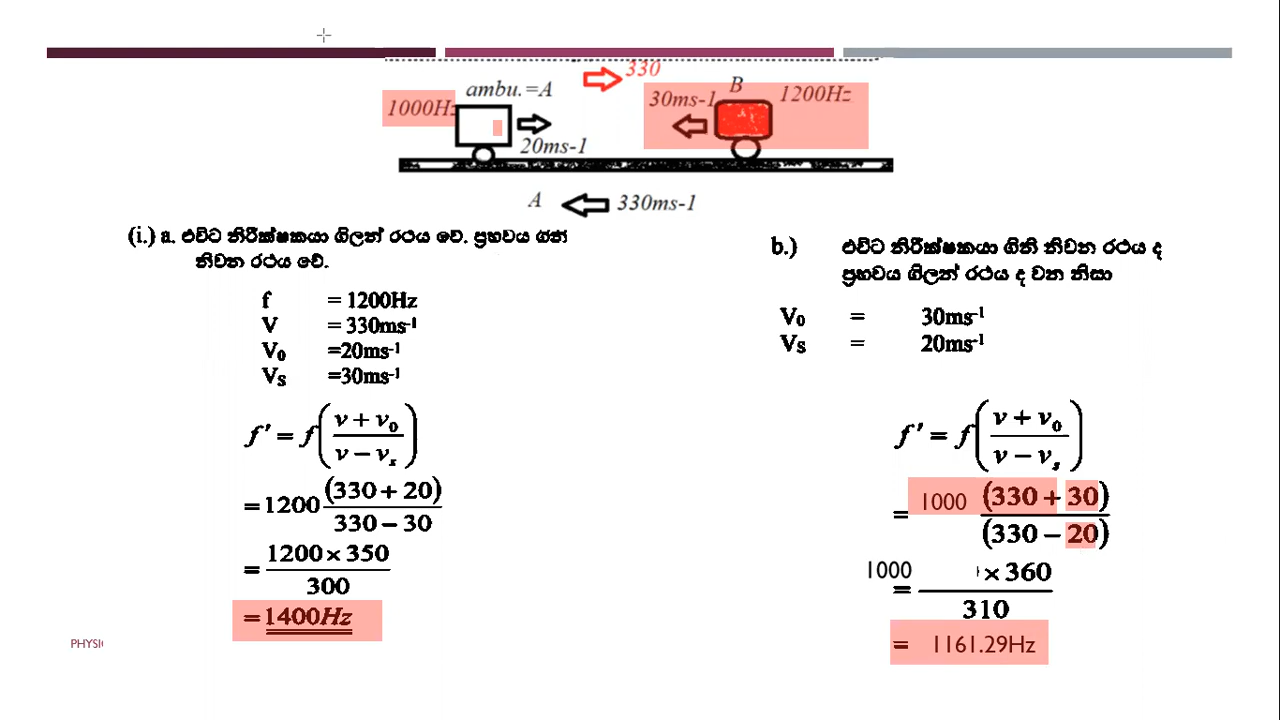 330
ambu.=A
B
1000Hz
30ms-1
1200Hz
20ms-1
A
330ms-1
(i.) a. එවිට නිරීක්ෂකයා ගිලන් රථය වේ. ප්‍රභවය ගන්
නිවන රථය වේ.
f = 1200Hz
V = 330ms⁻¹
V₀ =20ms⁻¹
Vₛ =30ms⁻¹
f' = f((v + v₀)/(v − vₛ))
= 1200 (330 + 20)/(330 − 30)
= (1200 × 350)/300
= 1400Hz
b.) එවිට නිරීක්ෂකයා ගිනි නිවන රථය ද
ප්‍රභවය ගිලන් රථය ද වන නිසා
V₀ = 30ms⁻¹
Vₛ = 20ms⁻¹
f' = f((v + v₀)/(v − vₛ))
= 1000 (330 + 30)/(330 − 20)
= 1000 × 360/310
= 1161.29Hz